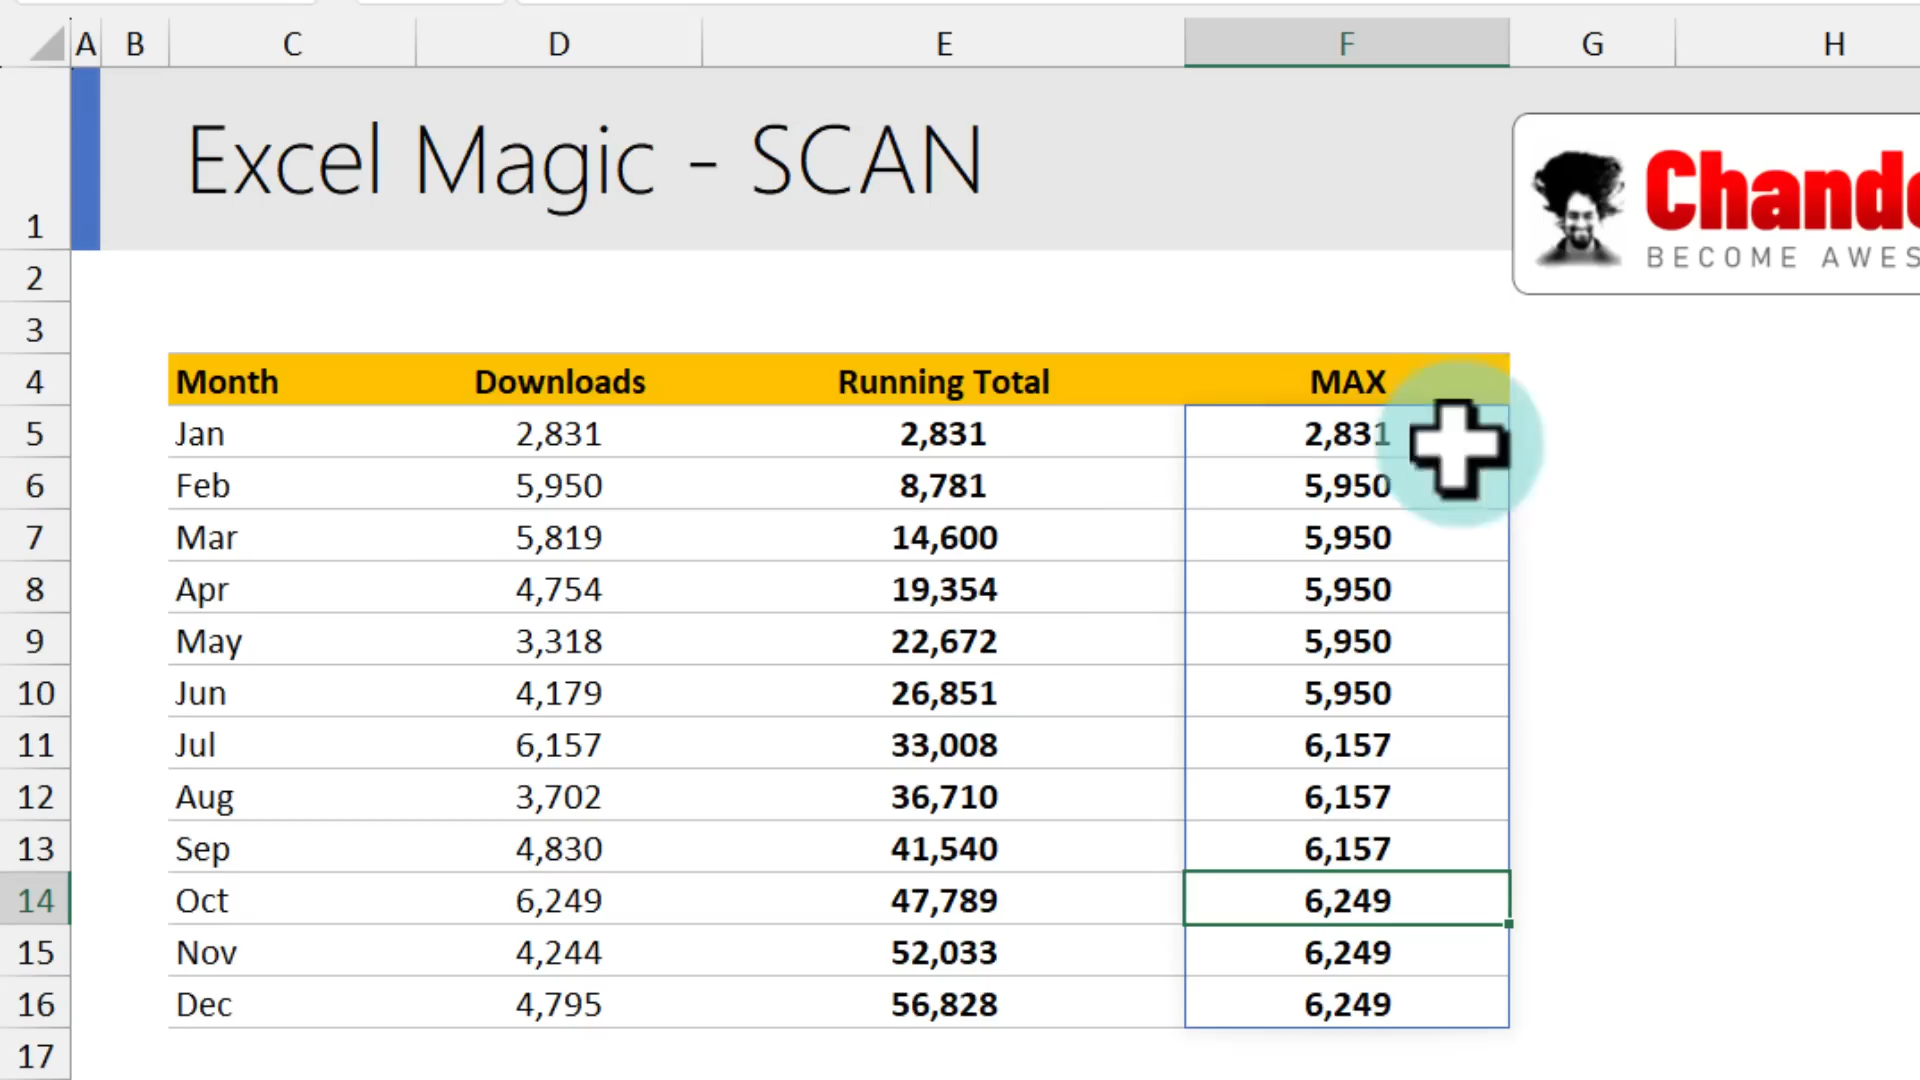 A B C D E F G H
1 Excel Magic - SCAN
Chand
BECOME AWES
2
3
4 Month Downloads Running Total MAX
5 Jan 2,831 2,831 2,831
6 Feb 5,950 8,781 5,950
7 Mar 5,819 14,600 5,950
8 Apr 4,754 19,354 5,950
9 May 3,318 22,672 5,950
10 Jun 4,179 26,851 5,950
11 Jul 6,157 33,008 6,157
12 Aug 3,702 36,710 6,157
13 Sep 4,830 41,540 6,157
14 Oct 6,249 47,789 6,249
15 Nov 4,244 52,033 6,249
16 Dec 4,795 56,828 6,249
17